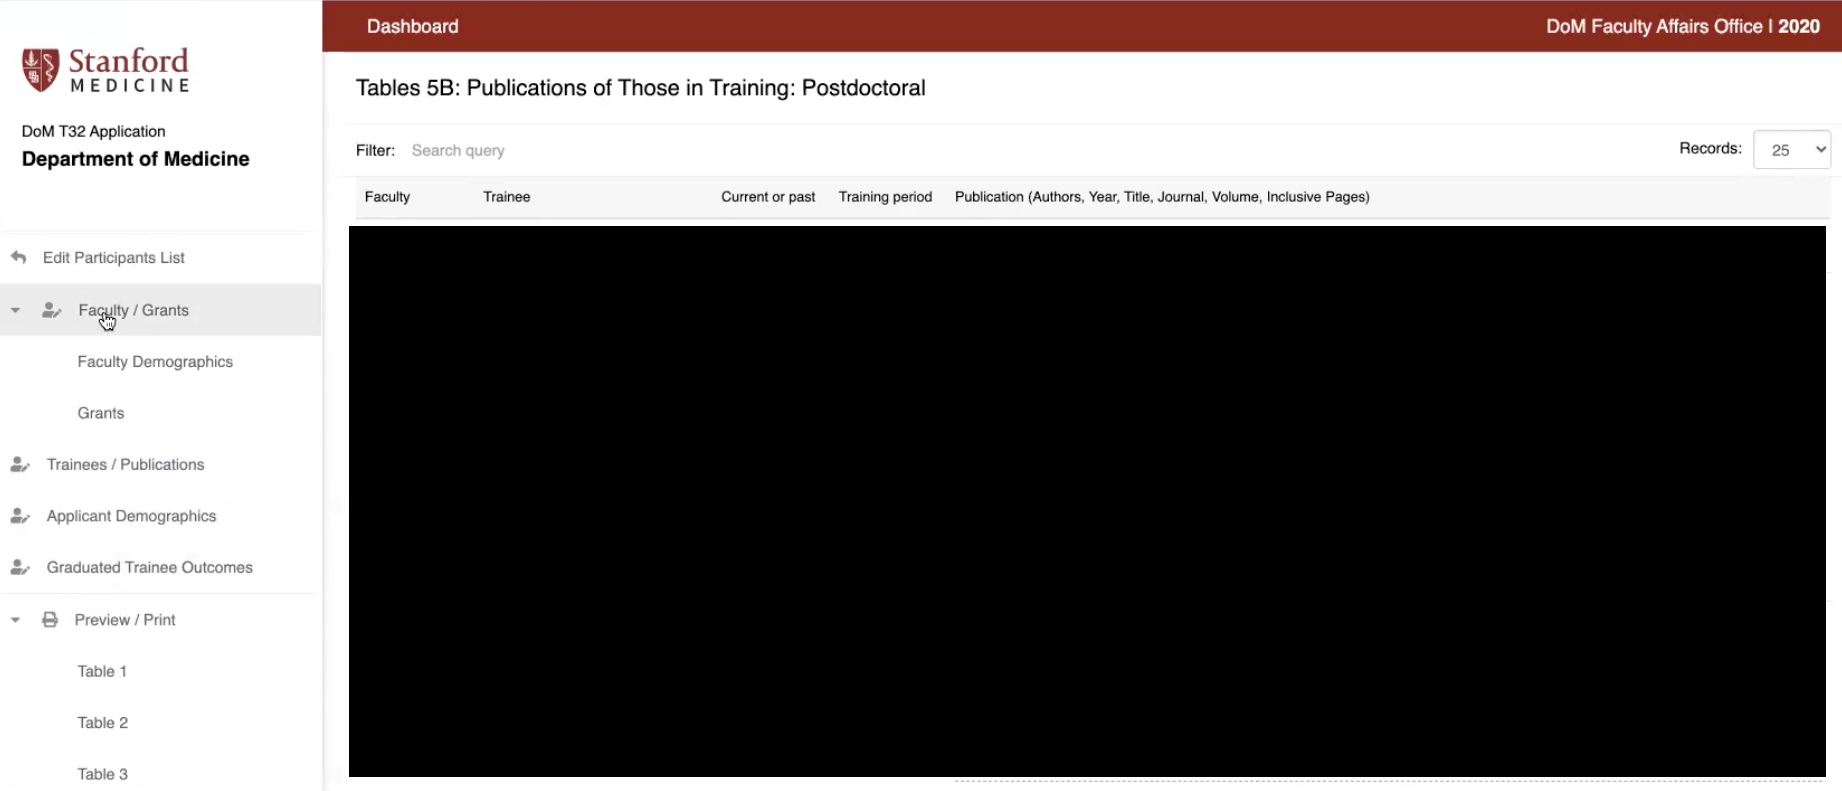 Dashboard
DoM Faculty Affairs Office | 2020
Stanford
MEDICINE
DoM T32 Application
Department of Medicine
Edit Participants List
Faculty / Grants
Faculty Demographics
Grants
Trainees / Publications
Applicant Demographics
Graduated Trainee Outcomes
Preview / Print
Table 1
Table 2
Table 3
Tables 5B: Publications of Those in Training: Postdoctoral
Filter: Search query
Records: 25
Faculty Trainee Current or past Training period Publication (Authors, Year, Title, Journal, Volume, Inclusive Pages)